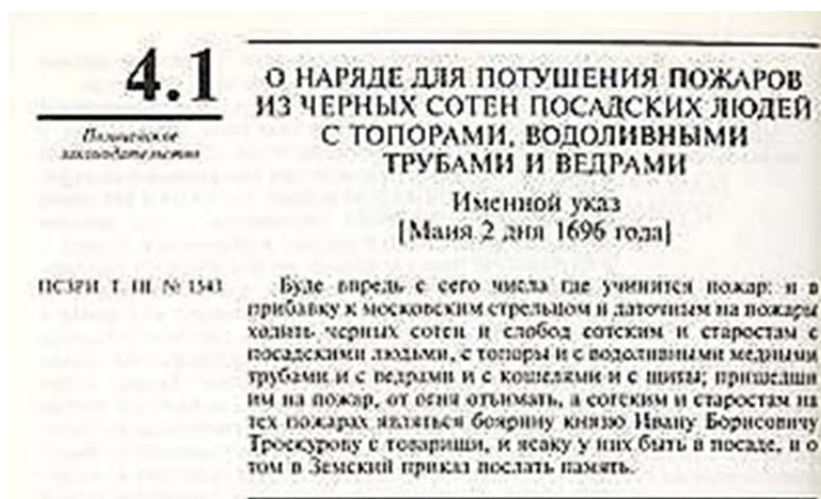 4.1
Полицейское
законодательство
О НАРЯДЕ ДЛЯ ПОТУШЕНИЯ ПОЖАРОВ
ИЗ ЧЕРНЫХ СОТЕН ПОСАДСКИХ ЛЮДЕЙ
С ТОПОРАМИ, ВОДОЛИВНЫМИ
ТРУБАМИ И ВЕДРАМИ
Именной указ
[Маия 2 дня 1696 года]
ПСЗРИ Т. III. № 1543
Буде впредь с сего числа где учинится пожар: и в
прибавку к московским стрельцом и даточным на пожары
ходить черных сотен и слобод сотским и старостам с
посадскими людьми, с топоры и с водоливными медными
трубами и с ведрами и с кошелями и с щиты; пришедши
им на пожар, от огня отъимать, а сотским и старостам на
тех пожарах являться боярину князю Ивану Борисовичу
Троекурову с товарищи, и ясаку у них быть в посаде, и о
том в Земский приказ послать память.